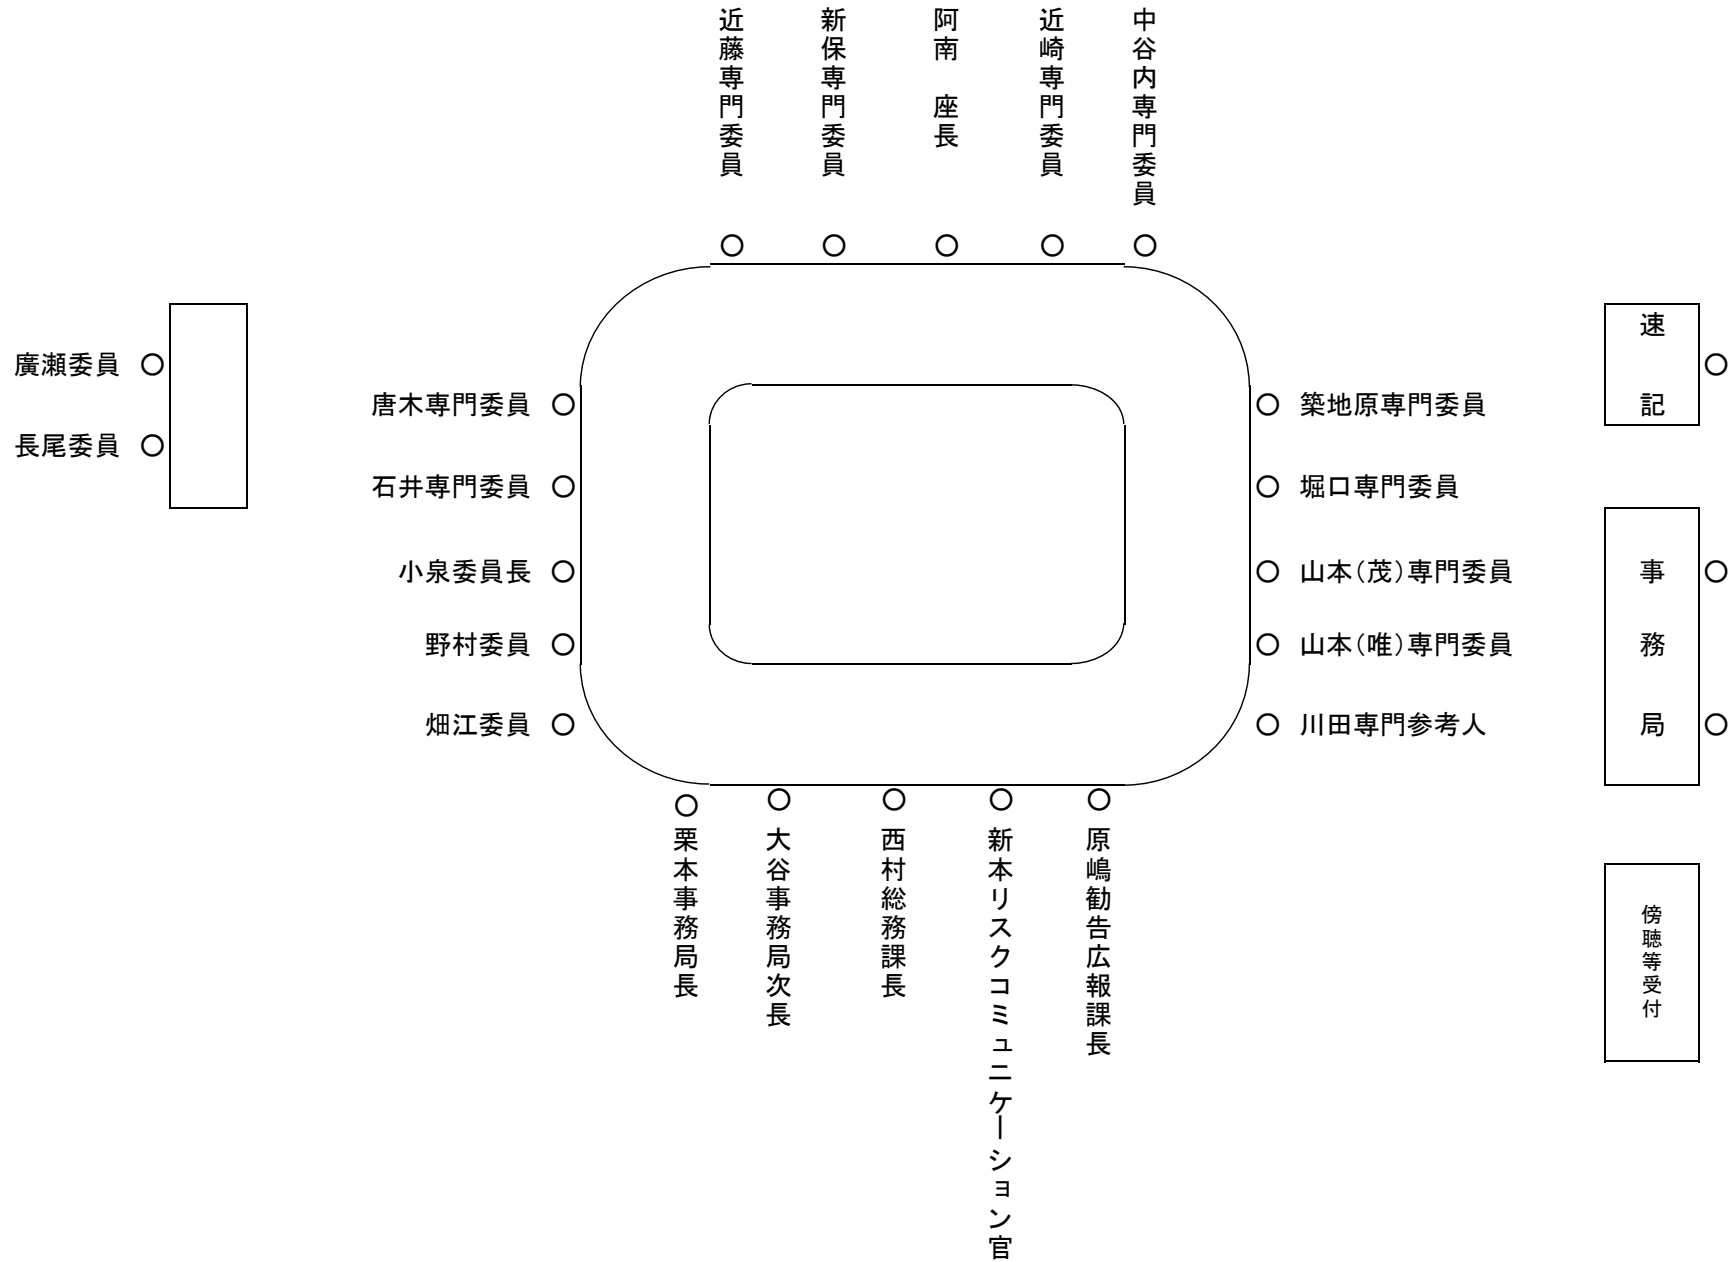 近藤専門委員
新保専門委員
阿南　座長
近崎専門委員
中谷内専門委員
廣瀬委員
長尾委員
唐木専門委員
石井専門委員
小泉委員長
野村委員
畑江委員
築地原専門委員
堀口専門委員
山本(茂)専門委員
山本(唯)専門委員
川田専門参考人
速記
事務局
傍聴等受付
栗本事務局長
大谷事務局次長
西村総務課長
新本リスクコミュニケーション官
原嶋勧告広報課長